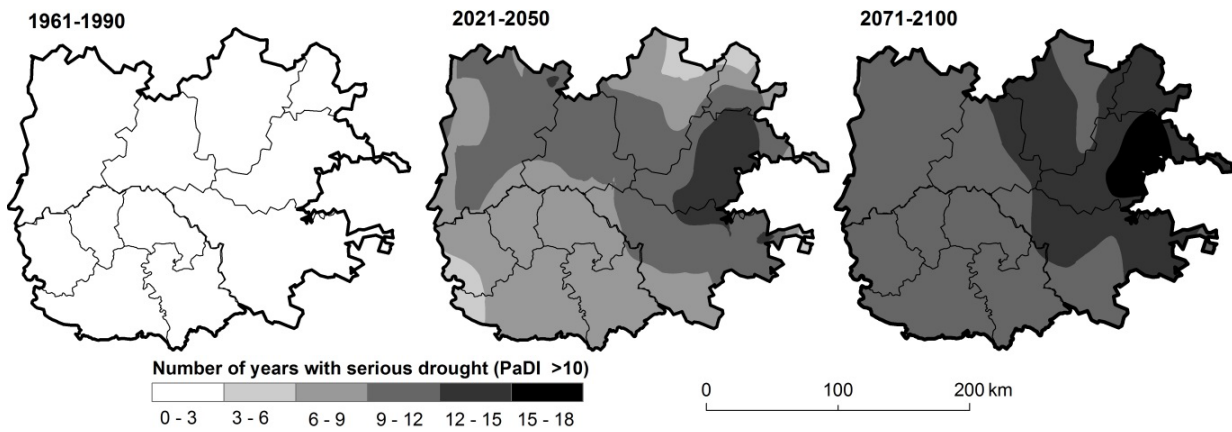 1961-1990
2021-2050
2071-2100
Number of years with serious drought (PaDI >10)
0 - 3 3 - 6 6 - 9 9 - 12 12 - 15 15 - 18
0 100 200 km